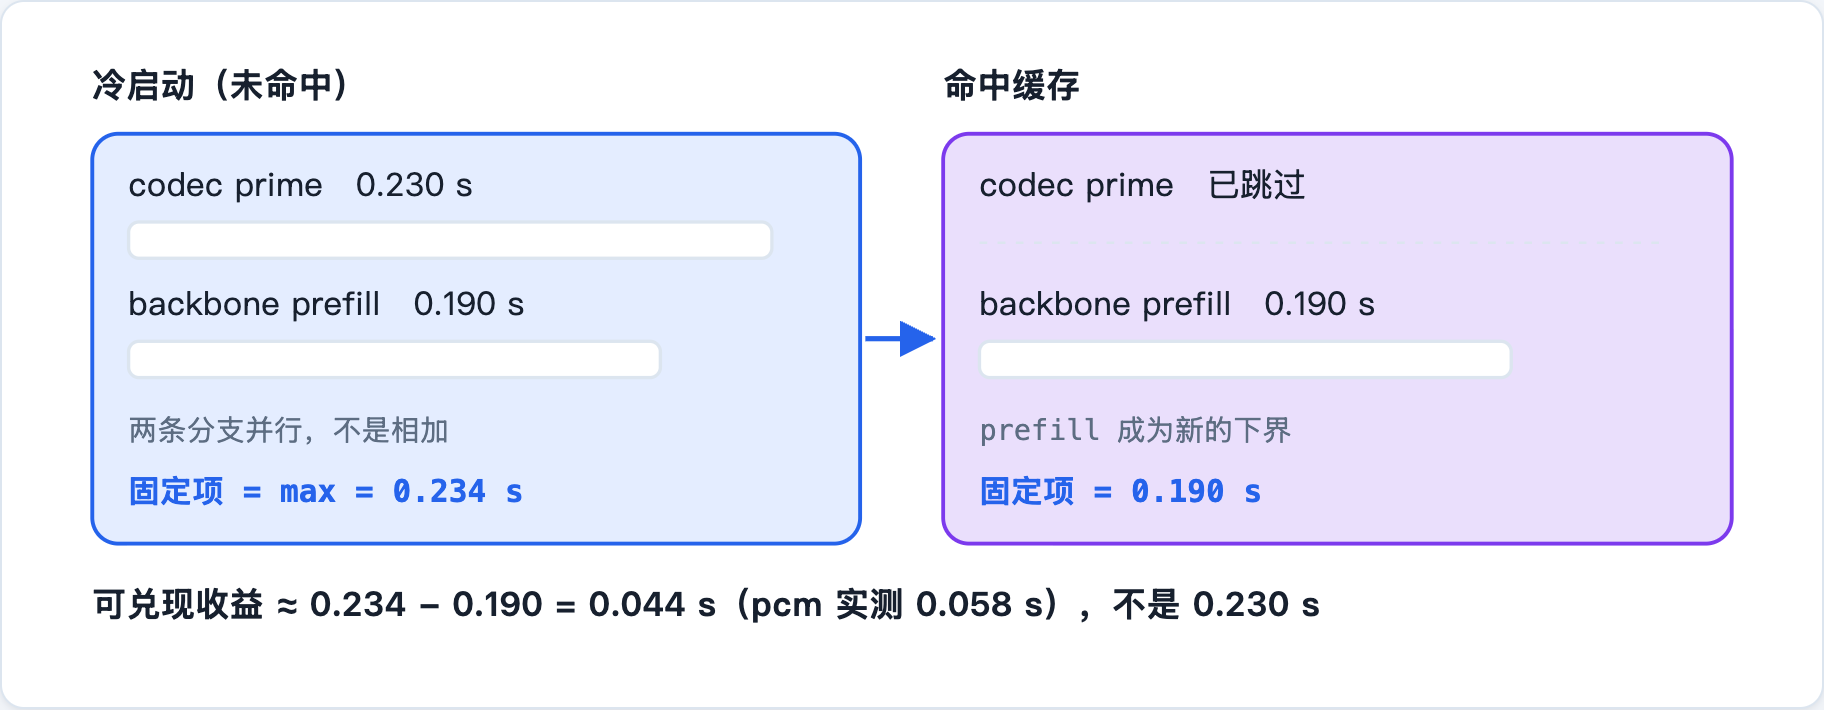 冷启动（未命中）
codec prime 0.230 s
backbone prefill 0.190 s
两条分支并行，不是相加
固定项 = max = 0.234 s
命中缓存
codec prime 已跳过
backbone prefill 0.190 s
prefill 成为新的下界
固定项 = 0.190 s
可兑现收益 ≈ 0.234 − 0.190 = 0.044 s（pcm 实测 0.058 s），不是 0.230 s